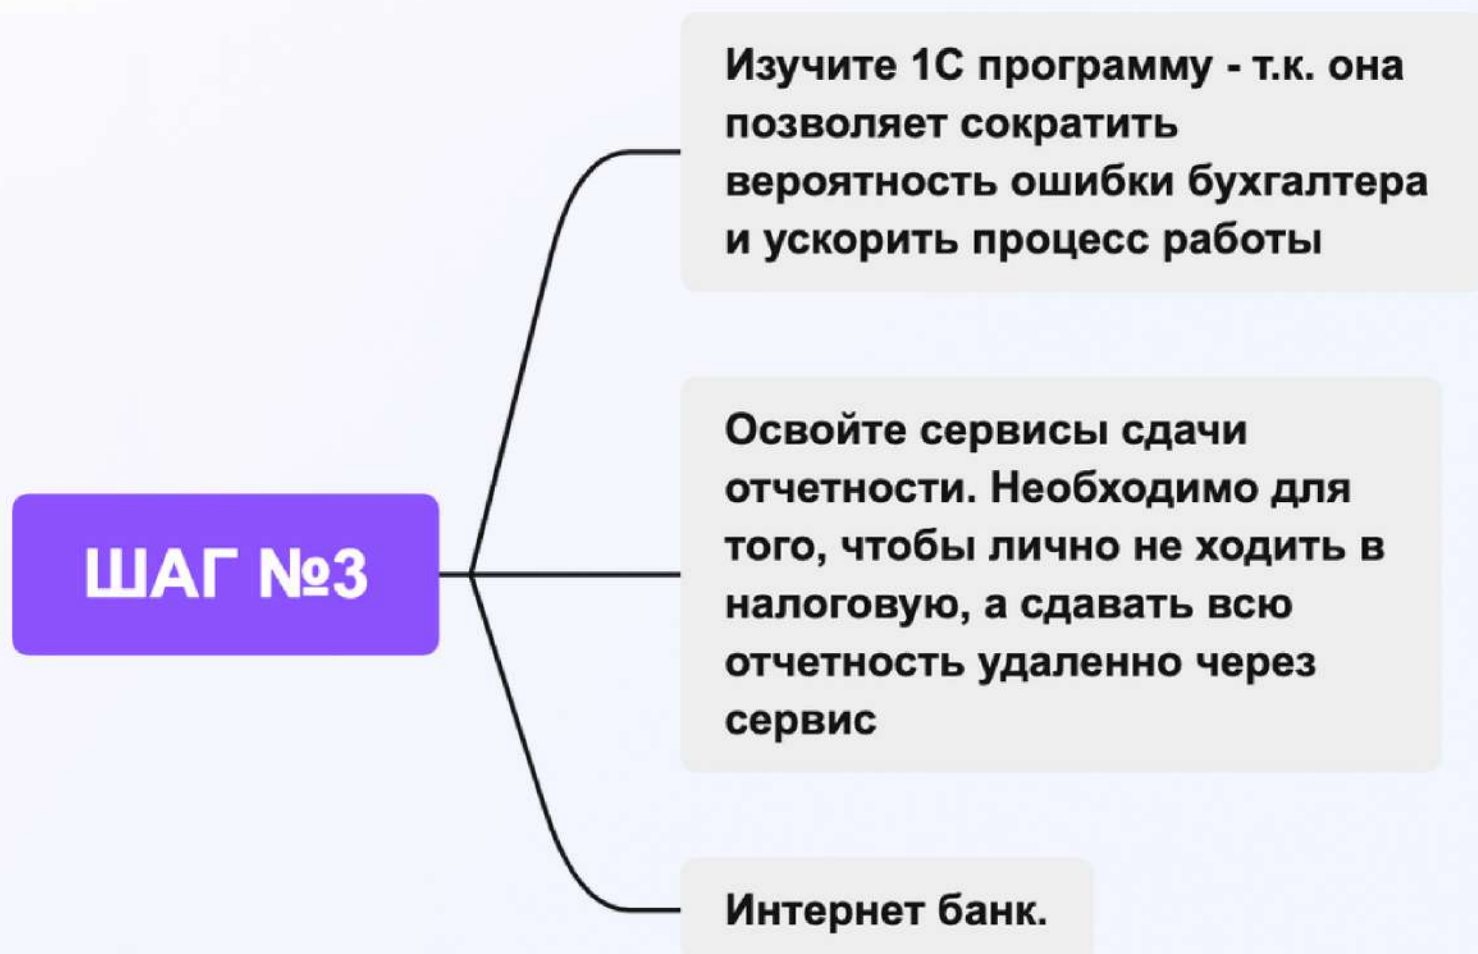 ШАГ №3
Изучите 1С программу - т.к. она
позволяет сократить
вероятность ошибки бухгалтера
и ускорить процесс работы
Освойте сервисы сдачи
отчетности. Необходимо для
того, чтобы лично не ходить в
налоговую, а сдавать всю
отчетность удаленно через
сервис
Интернет банк.